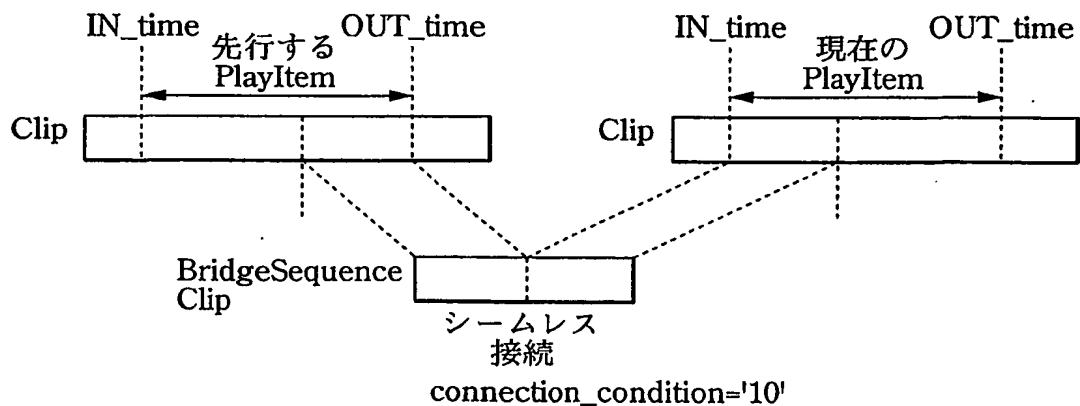 IN_time
OUT_time
IN_time
OUT_time
先行する
PlayItem
現在の
PlayItem
Clip
Clip
BridgeSequence
Clip
シームレス
接続
connection_condition='10'